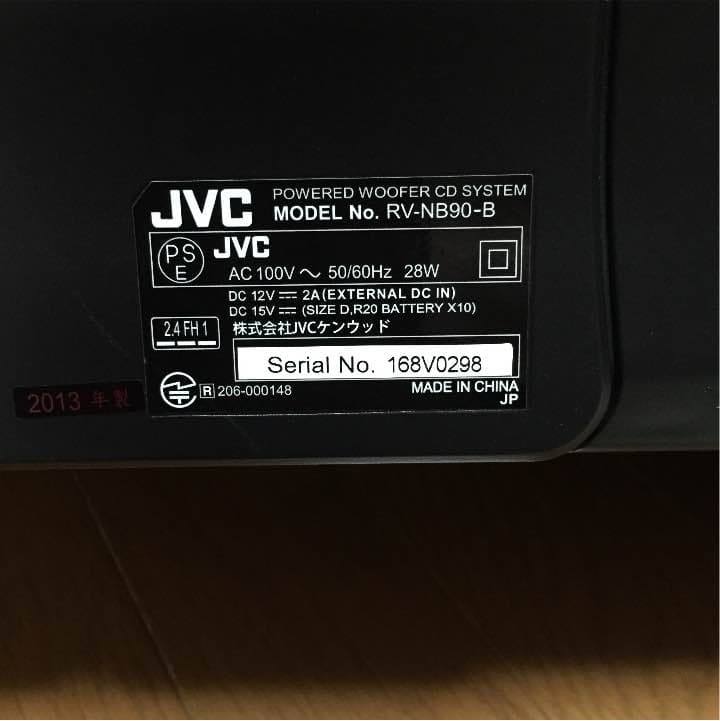 JVC POWERED WOOFER CD SYSTEM
MODEL No. RV-NB90-B
PS
E
JVC
AC 100V ～ 50/60Hz 28W
DC 12V ⎓ 2A(EXTERNAL DC IN)
DC 15V ⎓ (SIZE D,R20 BATTERY X10)
2.4 FH 1
株式会社JVCケンウッド
Serial No. 168V0298
R 206-000148
MADE IN CHINA
JP
2013 年製